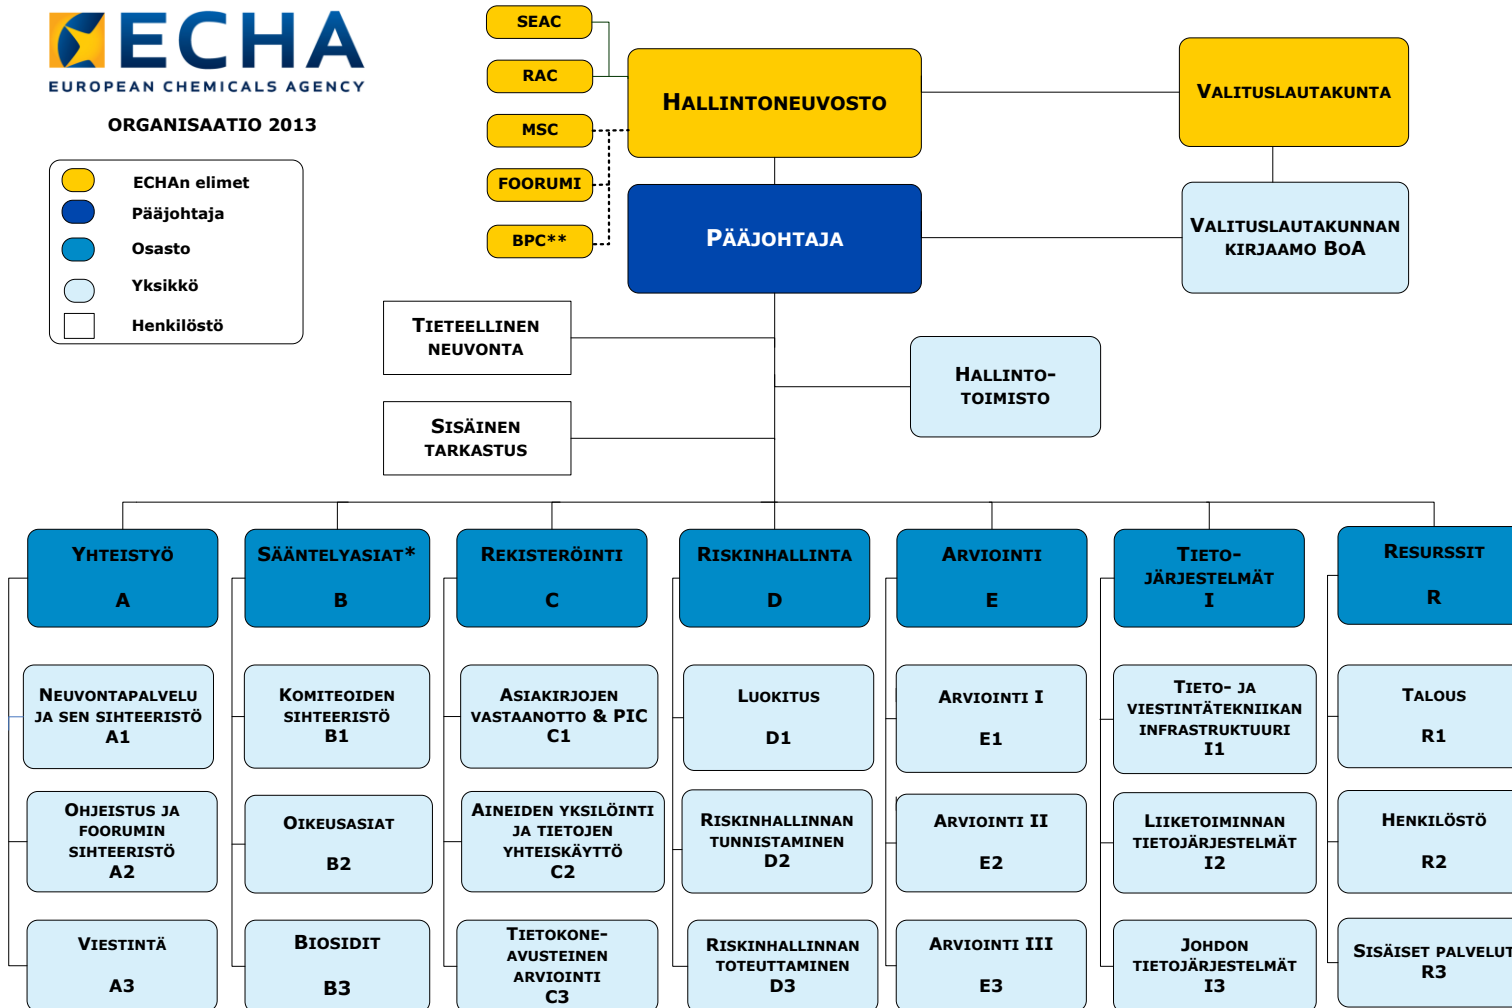 ECHA
EUROPEAN CHEMICALS AGENCY
ORGANISAATIO 2013
ECHAn elimet
Pääjohtaja
Osasto
Yksikkö
Henkilöstö
SEAC
RAC
MSC
FOORUMI
BPC**
HALLINTONEUVOSTO
VALITUSLAUTAKUNTA
PÄÄJOHTAJA
VALITUSLAUTAKUNNAN
KIRJAAMO BOA
TIETEELLINEN
NEUVONTA
HALLINTO-
TOIMISTO
SISÄINEN
TARKASTUS
YHTEISTYÖ
A
SÄÄNTELYASIAT*
B
REKISTERÖINTI
C
RISKINHALLINTA
D
ARVIOINTI
E
TIETO-
JÄRJESTELMÄT
I
RESURSSIT
R
NEUVONTAPALVELU
JA SEN SIHTEERISTÖ
A1
KOMITEOIDEN
SIHTEERISTÖ
B1
ASIAKIRJOJEN
VASTAANOTTO & PIC
C1
LUOKITUS
D1
ARVIOINTI I
E1
TIETO- JA
VIESTINTÄTEKNIIKAN
INFRASTRUKTUURI
I1
TALOUS
R1
OHJEISTUS JA
FOORUMIN
SIHTEERISTÖ
A2
OIKEUSASIAT
B2
AINEIDEN YKSILÖINTI
JA TIETOJEN
YHTEISKÄYTTÖ
C2
RISKINHALLINNAN
TUNNISTAMINEN
D2
ARVIOINTI II
E2
LIIKETOIMINNAN
TIETOJÄRJESTELMÄT
I2
HENKILÖSTÖ
R2
VIESTINTÄ
A3
BIOSIDIT
B3
TIETOKONE-
AVUSTEINEN
ARVIOINTI
C3
RISKINHALLINNAN
TOTEUTTAMINEN
D3
ARVIOINTI III
E3
JOHDON
TIETOJÄRJESTELMÄT
I3
SISÄISET PALVELUT
R3